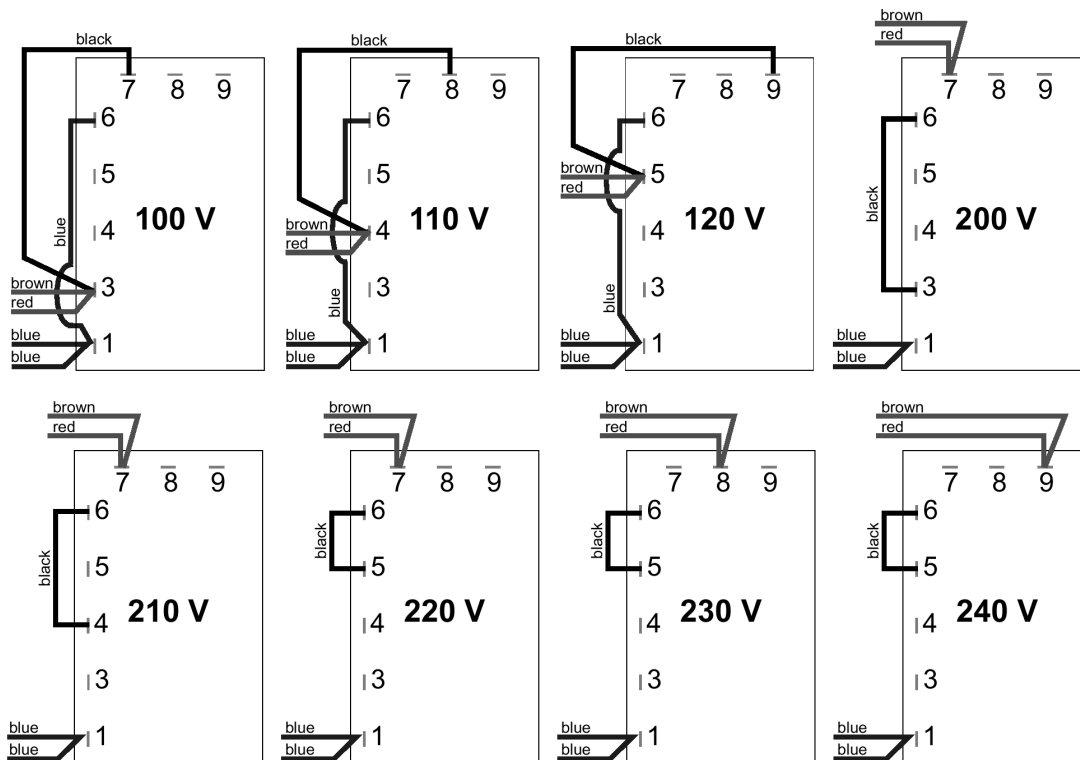 black
7 8 9
6
5
blue
100 V
4
brown
3
red
blue
1
blue
black
7 8 9
6
5
110 V
brown
4
red
blue
3
blue
1
blue
black
7 8 9
6
brown
5
red
120 V
4
blue
3
blue
1
blue
brown
red
7 8 9
6
5
black
200 V
4
3
blue
1
blue
brown
red
7 8 9
6
black
5
210 V
4
3
blue
1
blue
brown
red
7 8 9
6
black
5
220 V
4
3
blue
1
blue
brown
red
7 8 9
6
black
5
230 V
4
3
blue
1
blue
brown
red
7 8 9
6
black
5
240 V
4
3
blue
1
blue